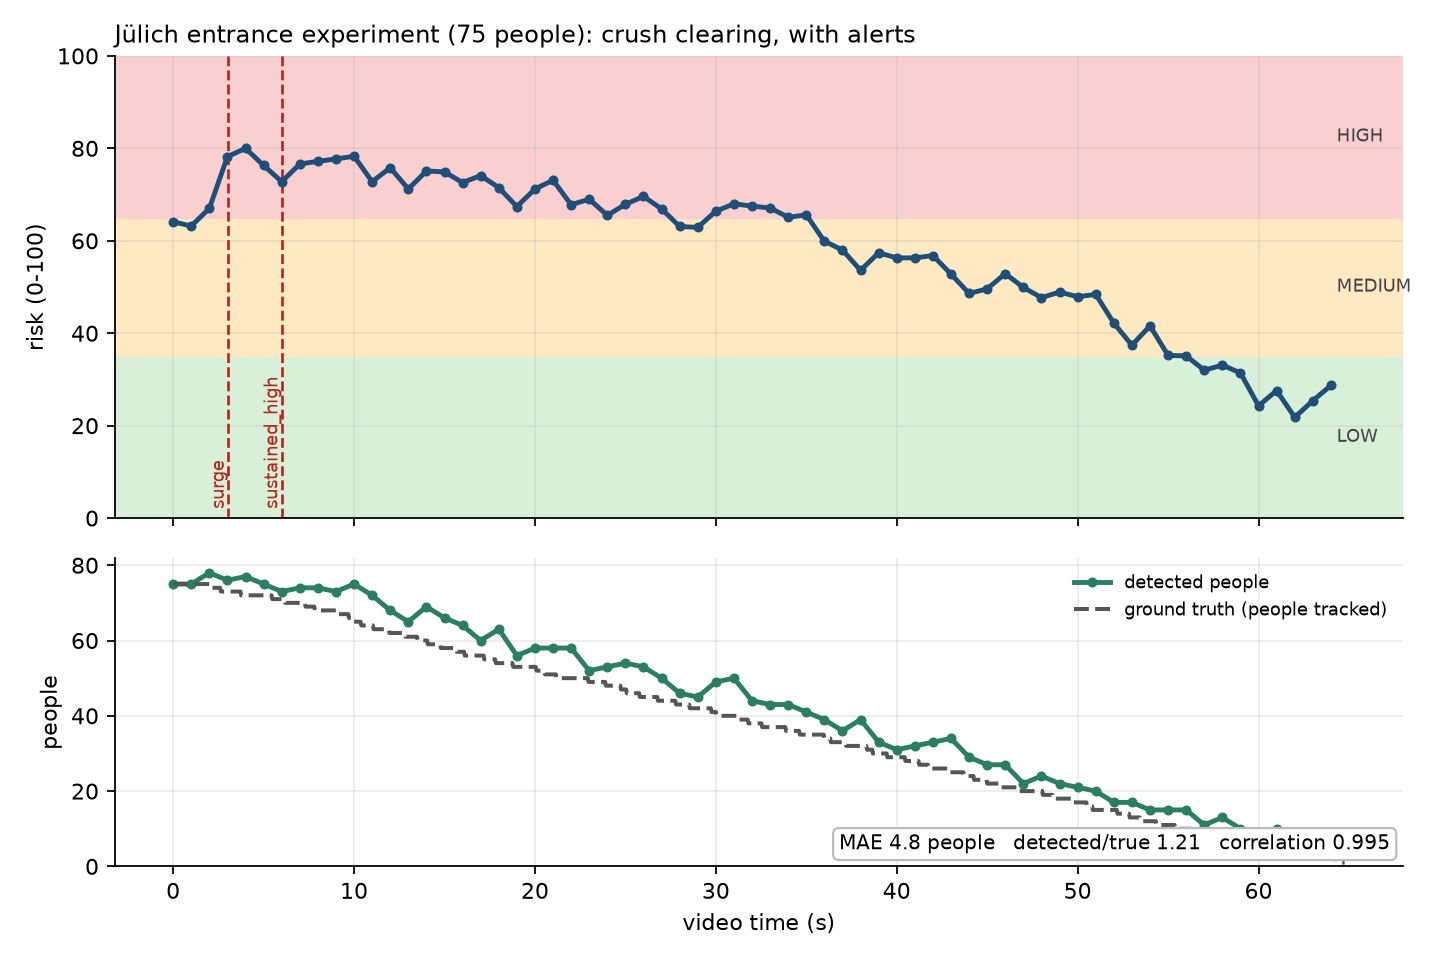 Jülich entrance experiment (75 people): crush clearing, with alerts
100
80
60
40
20
0
risk (0-100)
HIGH
MEDIUM
LOW
surge
sustained_high
80
60
40
20
0
people
detected people
ground truth (people tracked)
MAE 4.8 people detected/true 1.21 correlation 0.995
0 10 20 30 40 50 60
video time (s)